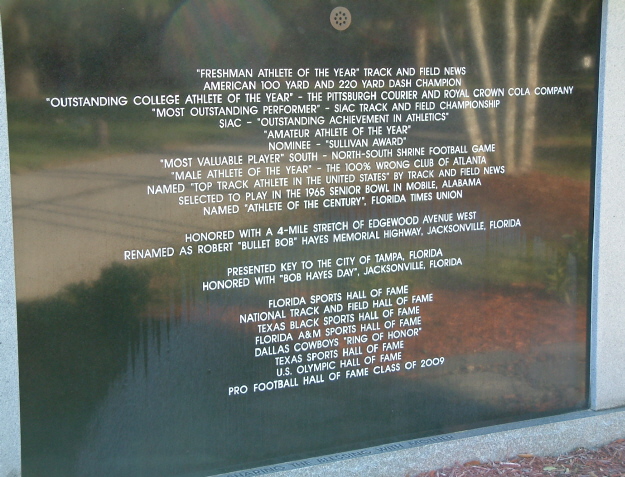 "FRESHMAN ATHLETE OF THE YEAR" TRACK AND FIELD NEWS
AMERICAN 100 YARD AND 220 YARD DASH CHAMPION
"OUTSTANDING COLLEGE ATHLETE OF THE YEAR" - THE PITTSBURGH COURIER AND ROYAL CROWN COLA COMPANY
"MOST OUTSTANDING PERFORMER" - SIAC TRACK AND FIELD CHAMPIONSHIP
SIAC - "OUTSTANDING ACHIEVEMENT IN ATHLETICS"
"AMATEUR ATHLETE OF THE YEAR"
NOMINEE - "SULLIVAN AWARD"
"MOST VALUABLE PLAYER" SOUTH - NORTH-SOUTH SHRINE FOOTBALL GAME
"MALE ATHLETE OF THE YEAR" - THE 100% WRONG CLUB OF ATLANTA
NAMED "TOP TRACK ATHLETE IN THE UNITED STATES" BY TRACK AND FIELD NEWS
SELECTED TO PLAY IN THE 1965 SENIOR BOWL IN MOBILE, ALABAMA
NAMED "ATHLETE OF THE CENTURY", FLORIDA TIMES UNION
HONORED WITH A 4-MILE STRETCH OF EDGEWOOD AVENUE WEST
RENAMED AS ROBERT "BULLET BOB" HAYES MEMORIAL HIGHWAY, JACKSONVILLE, FLORIDA
PRESENTED KEY TO THE CITY OF TAMPA, FLORIDA
HONORED WITH "BOB HAYES DAY", JACKSONVILLE, FLORIDA
FLORIDA SPORTS HALL OF FAME
NATIONAL TRACK AND FIELD HALL OF FAME
TEXAS BLACK SPORTS HALL OF FAME
FLORIDA A&M SPORTS HALL OF FAME
DALLAS COWBOYS "RING OF HONOR"
TEXAS SPORTS HALL OF FAME
U.S. OLYMPIC HALL OF FAME
PRO FOOTBALL HALL OF FAME CLASS OF 2009